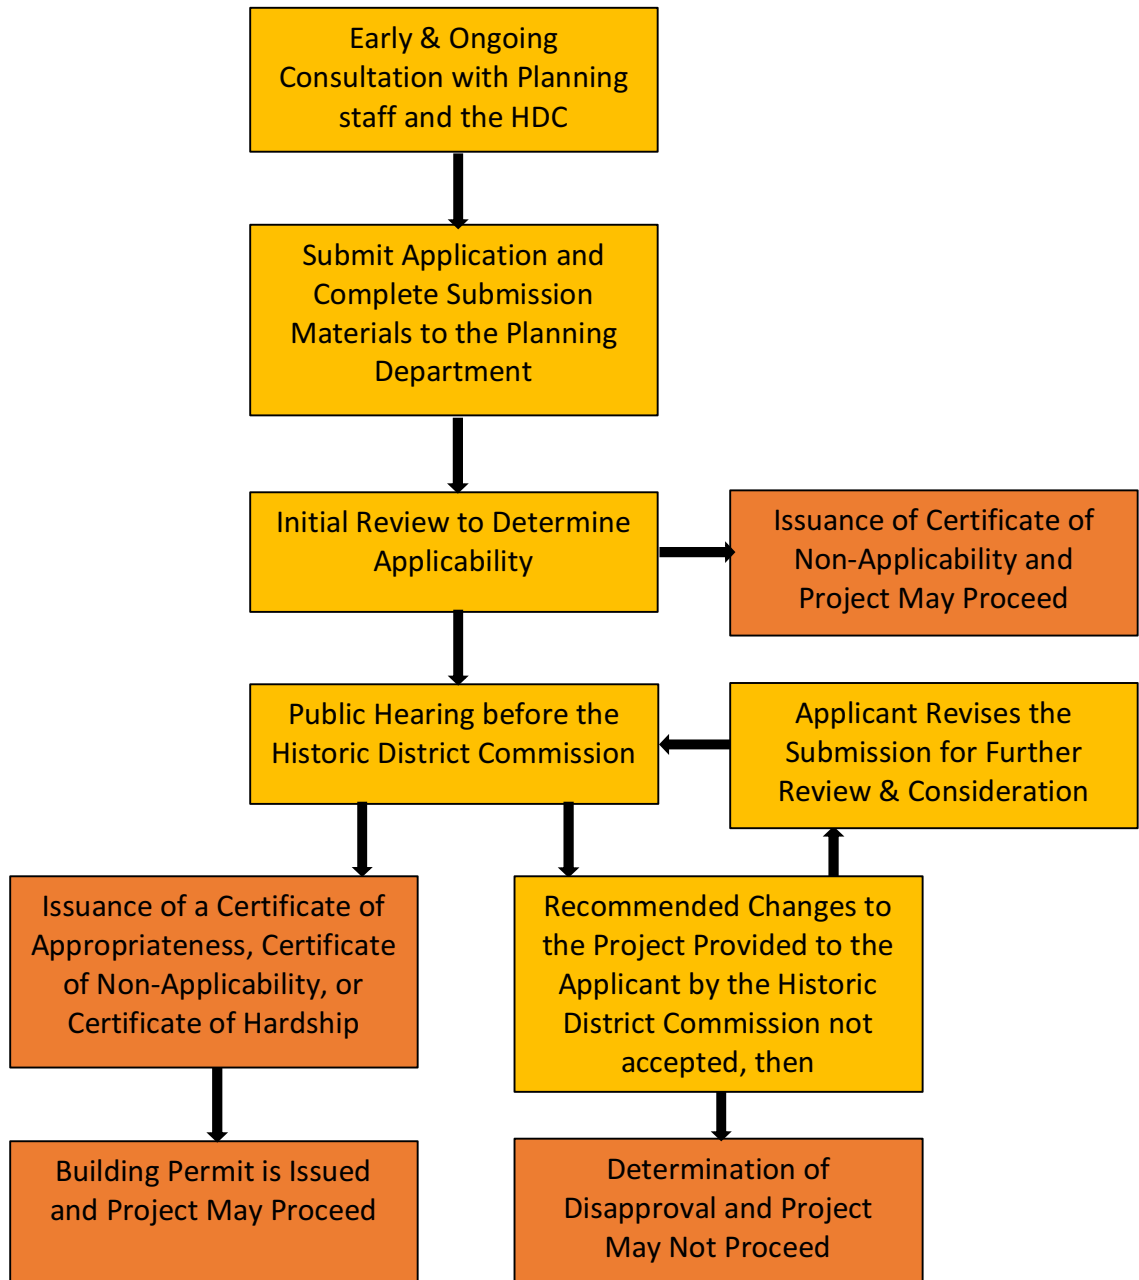 Early & Ongoing
Consultation with Planning
staff and the HDC
Submit Application and
Complete Submission
Materials to the Planning
Department
Initial Review to Determine
Applicability
Issuance of Certificate of
Non-Applicability and
Project May Proceed
Public Hearing before the
Historic District Commission
Applicant Revises the
Submission for Further
Review & Consideration
Issuance of a Certificate of
Appropriateness, Certificate
of Non-Applicability, or
Certificate of Hardship
Recommended Changes to
the Project Provided to the
Applicant by the Historic
District Commission not
accepted, then
Building Permit is Issued
and Project May Proceed
Determination of
Disapproval and Project
May Not Proceed